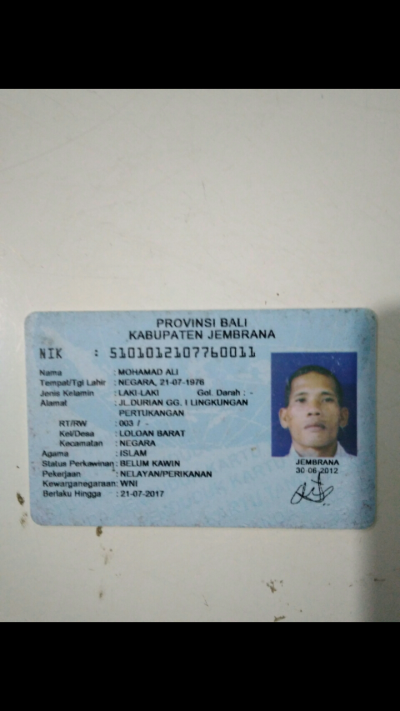 PROVINSI BALI
KABUPATEN JEMBRANA
NIK : 5101012107760011
Nama : MOHAMAD ALI
Tempat/Tgl Lahir : NEGARA, 21-07-1976
Jenis Kelamin : LAKI-LAKI Gol. Darah : -
Alamat : JL.DURIAN GG. I LINGKUNGAN
PERTUKANGAN
RT/RW : 003 / -
Kel/Desa : LOLOAN BARAT
Kecamatan : NEGARA
Agama : ISLAM
Status Perkawinan: BELUM KAWIN
Pekerjaan : NELAYAN/PERIKANAN
Kewarganegaraan: WNI
Berlaku Hingga : 21-07-2017
JEMBRANA
30-06-2012